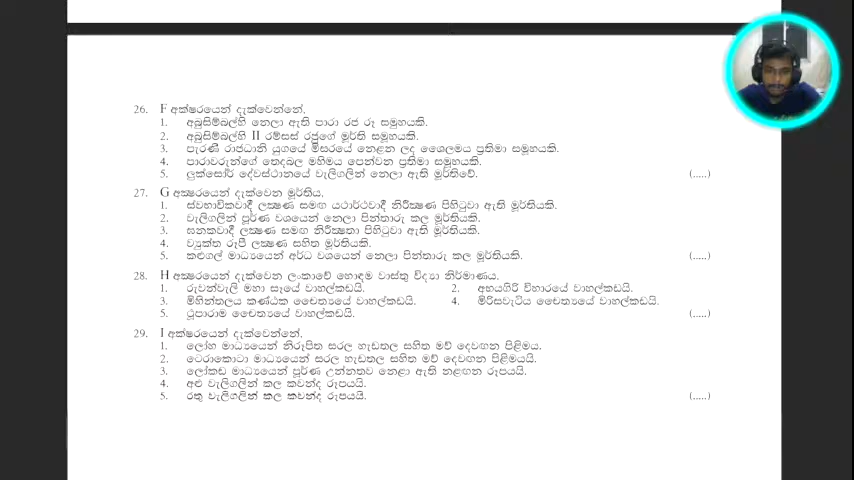 26. F අක්ෂරයෙන් දැක්වෙන්නේ,
1. අබුසිම්බල්හි නෙලා ඇති පාරා රජ රූ සමුහයකි.
2. අබුසිම්බල්හි II රම්සස් රජුගේ මූර්ති සමුහයකි.
3. පැරණි රාජධානි යුගයේ මිසරයේ නෙළන ලද ශෛලමය ප්‍රතිමා සමූහයකි.
4. පාරාවරුන්ගේ තෙදබල මහිමය පෙන්වන ප්‍රතිමා සමූහයකි.
5. ලුක්සෝර් දේවස්ථානයේ වැලිගලින් නෙලා ඇති මූර්තිවේ. (.....)
27. G අක්‍ෂරයෙන් දැක්වෙන මූර්තිය,
1. ස්වභාවිකවාදී ලක්‍ෂණ සමඟ යථාර්ථවාදී නිරීක්‍ෂණ පිහිටුවා ඇති මූර්තියකි.
2. වැලිගලින් පූර්ණ වශයෙන් නෙලා පින්තාරු කල මූර්තියකි.
3. ඝනකවාදී ලක්‍ෂණ සමඟ නිරීක්‍ෂතා පිහිටුවා ඇති මූර්තියකි.
4. ව්‍යුක්ත රූපී ලක්‍ෂණ සහිත මූර්තියකි.
5. කළුගල් මාධ්‍යයෙන් අර්ධ වශයෙන් නෙලා පින්තාරු කල මූර්තියකි. (.....)
28. H අක්‍ෂරයෙන් දැක්වෙන ලංකාවේ හොඳම වාස්තු විද්‍යා නිර්මාණය.
1. රුවන්වැලි මහා සෑයේ වාහල්කඩයි. 2. අභයගිරි විහාරයේ වාහල්කඩයි.
3. මිහින්තලය කණ්ඨක චෛත්‍යයේ වාහල්කඩයි. 4. මිරිසවැටිය චෛත්‍යයේ වාහල්කඩයි.
5. ථූපාරාම චෛත්‍යයේ වාහල්කඩයි. (.....)
29. I අක්ෂරයෙන් දැක්වෙන්නේ,
1. ලෝහ මාධ්‍යයෙන් නිරූපිත සරල හැඩතල සහිත මව් දෙවඟන පිළිමය.
2. ටෙරාකොටා මාධ්‍යයෙන් සරල හැඩතල සහිත මව් දෙවඟන පිළිමයයි.
3. ලෝකඩ මාධ්‍යයෙන් පූර්ණ උන්නතව නෙළා ඇති නළඟන රූපයයි.
4. අළු වැලිගලින් කල කවන්ද රූපයයි.
5. රතු වැලිගලින් කල කවන්ද රූපයයි. (.....)